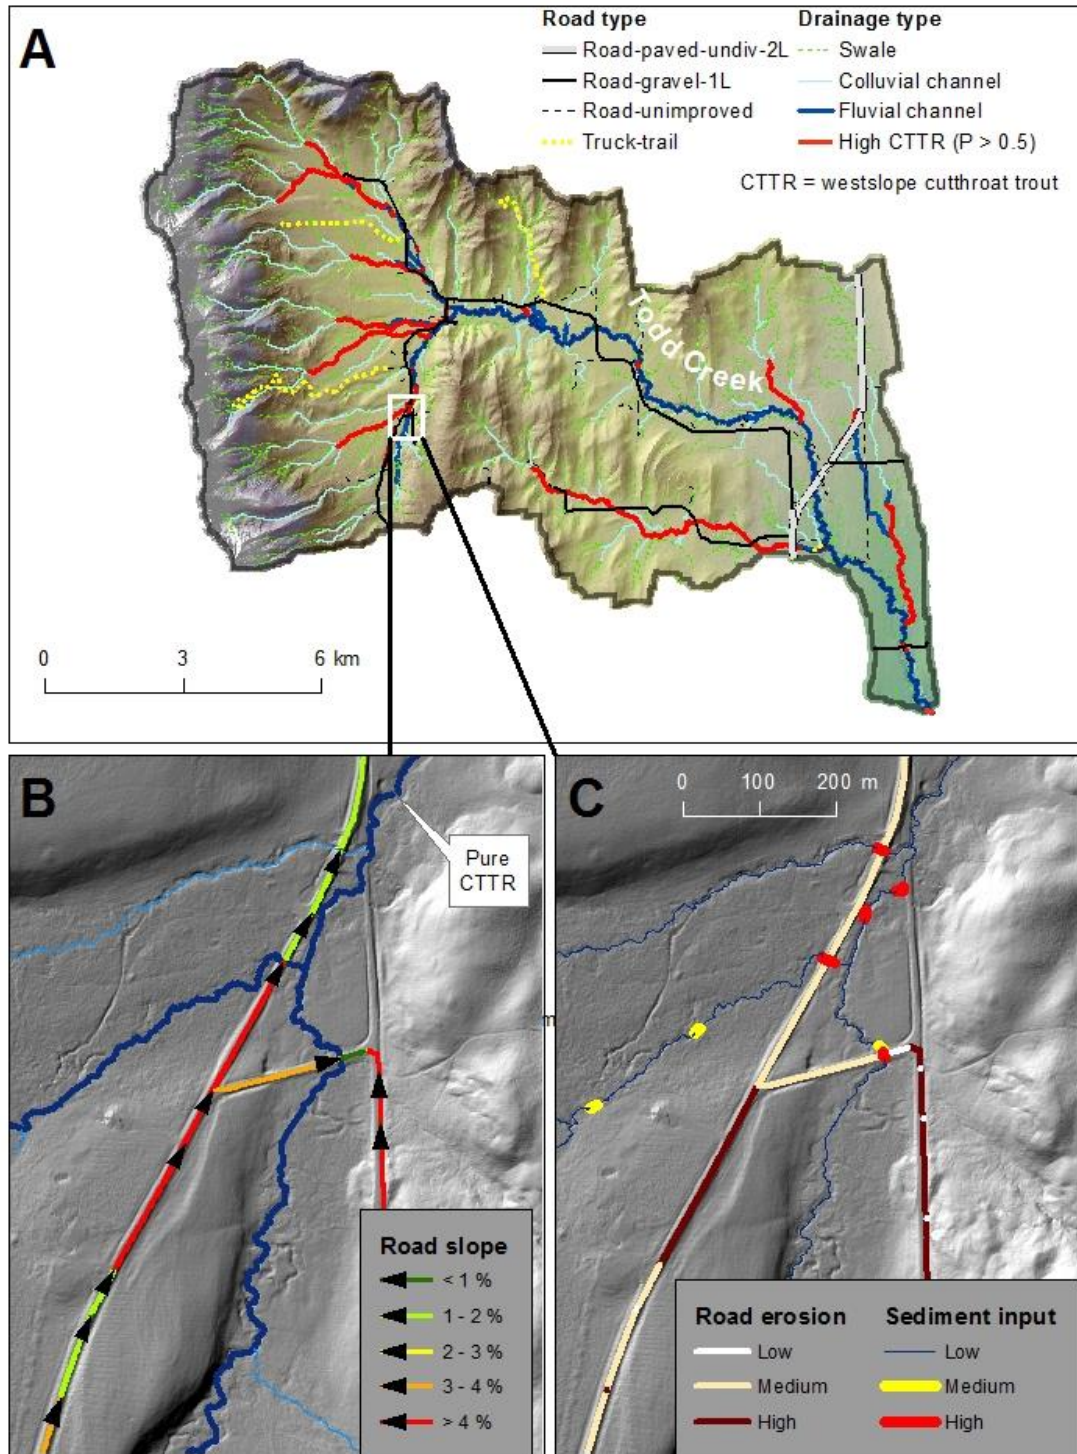 A
Road type
Road-paved-undiv-2L
Road-gravel-1L
Road-unimproved
Truck-trail
Drainage type
Swale
Colluvial channel
Fluvial channel
High CTTR (P > 0.5)
CTTR = westslope cutthroat trout
Todd Creek
0 3 6 km
B
Pure
CTTR
Road slope
< 1 %
1 - 2 %
2 - 3 %
3 - 4 %
> 4 %
m
C
0 100 200 m
Road erosion
Low
Medium
High
Sediment input
Low
Medium
High